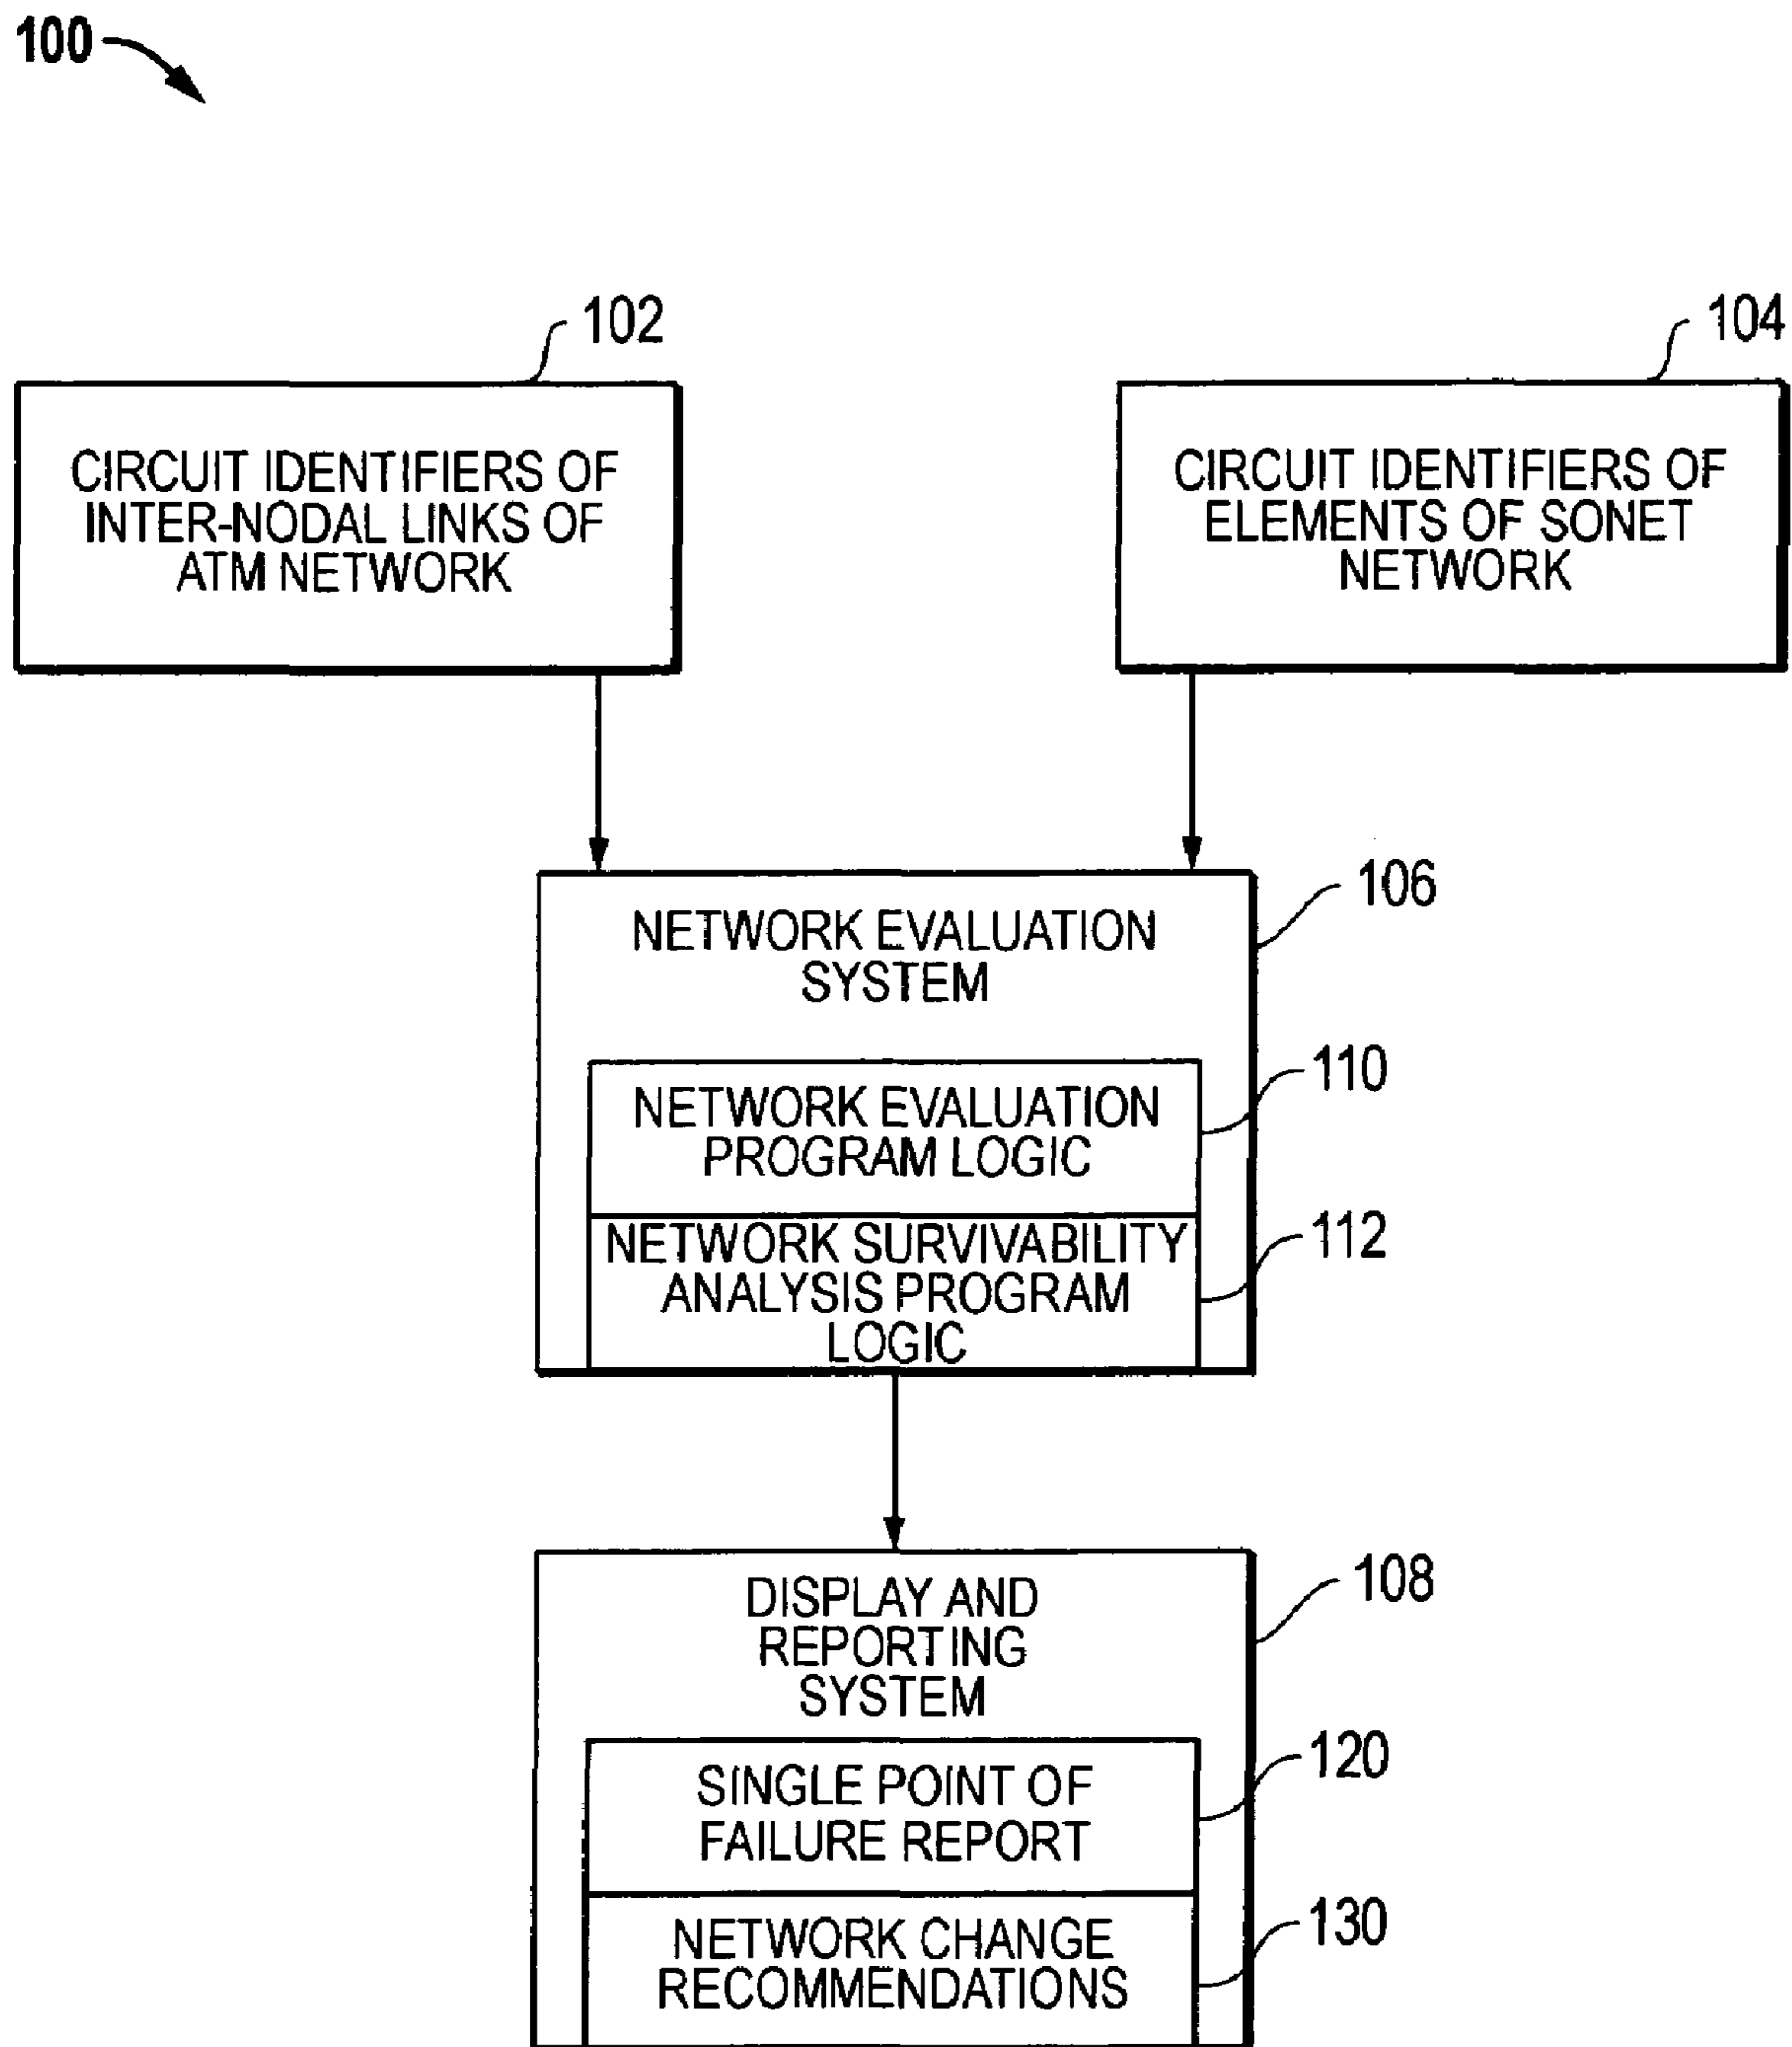 100
102
104
CIRCUIT IDENTIFIERS OF
INTER-NODAL LINKS OF
ATM NETWORK
CIRCUIT IDENTIFIERS OF
ELEMENTS OF SONET
NETWORK
106
NETWORK EVALUATION
SYSTEM
110
NETWORK EVALUATION
PROGRAM LOGIC
112
NETWORK SURVIVABILITY
ANALYSIS PROGRAM
LOGIC
108
DISPLAY AND
REPORTING
SYSTEM
120
SINGLE POINT OF
FAILURE REPORT
130
NETWORK CHANGE
RECOMMENDATIONS